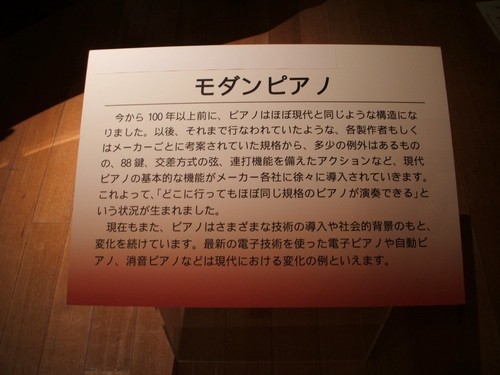 モダンピアノ
今から100年以上前に、ピアノはほぼ現代と同じような構造にな
りました。以後、それまで行なわれていたような、各製作者もしく
はメーカーごとに考案されていた規格から、多少の例外はあるもの
の、88鍵、交差方式の弦、連打機能を備えたアクションなど、現代
ピアノの基本的な機能がメーカー各社に徐々に導入されていきます。
これよって、「どこに行ってもほぼ同じ規格のピアノが演奏できる」と
いう状況が生まれました。
現在もまた、ピアノはさまざまな技術の導入や社会的背景のもと、
変化を続けています。最新の電子技術を使った電子ピアノや自動ピ
アノ、消音ピアノなどは現代における変化の例といえます。